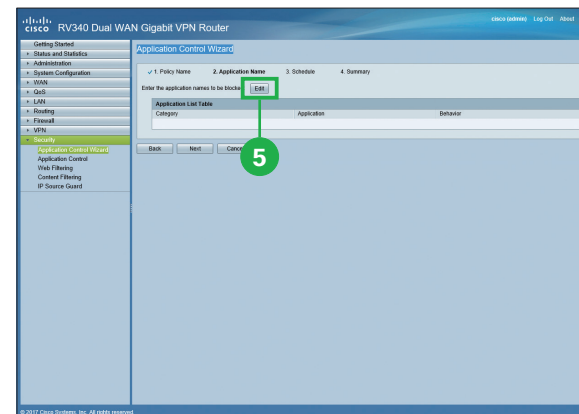 cisco RV340 Dual WAN Gigabit VPN Router
cisco (admin) Log Out About
Getting Started
Status and Statistics
Administration
System Configuration
WAN
QoS
LAN
Routing
Firewall
VPN
Security
Application Control Wizard
Application Control
Web Filtering
Content Filtering
IP Source Guard
Application Control Wizard
1. Policy Name 2. Application Name 3. Schedule 4. Summary
Enter the application names to be blocke Edit
Application List Table
Category Application Behavior
Back Next Cance
5
© 2017 Cisco Systems, Inc. All rights reserved